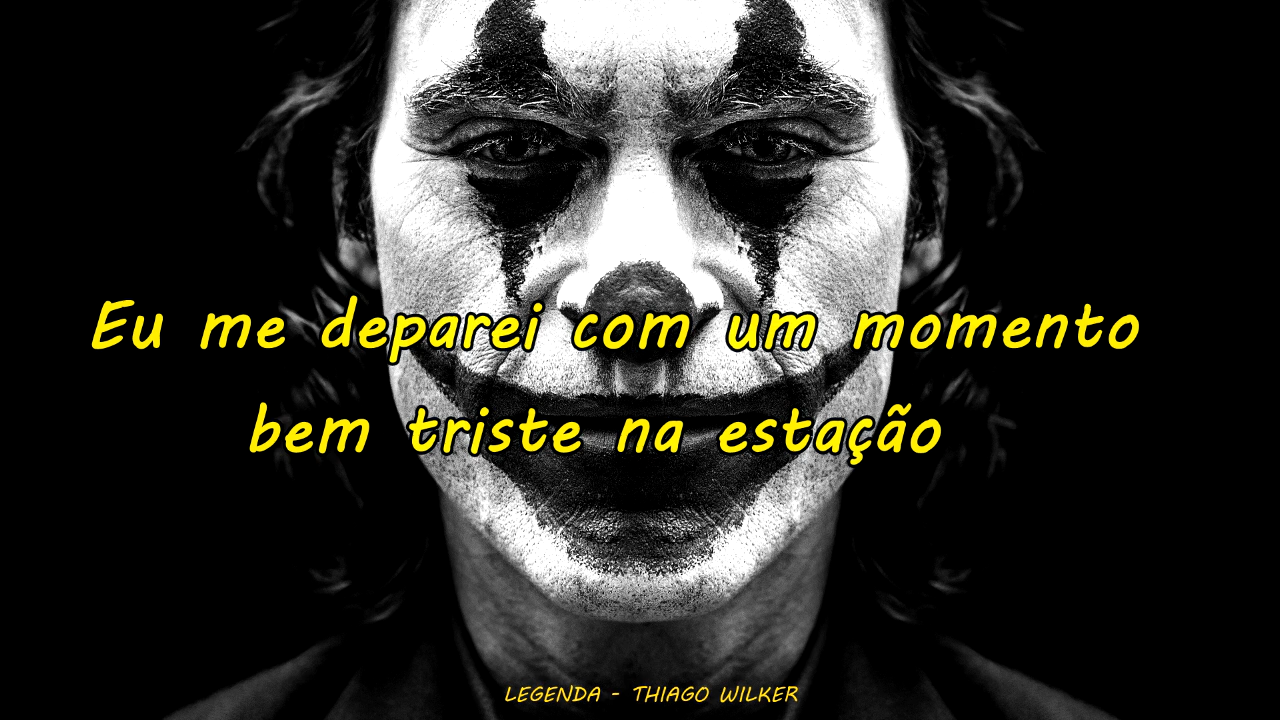 Eu me deparei com um momento
bem triste na estação
LEGENDA - THIAGO WILKER